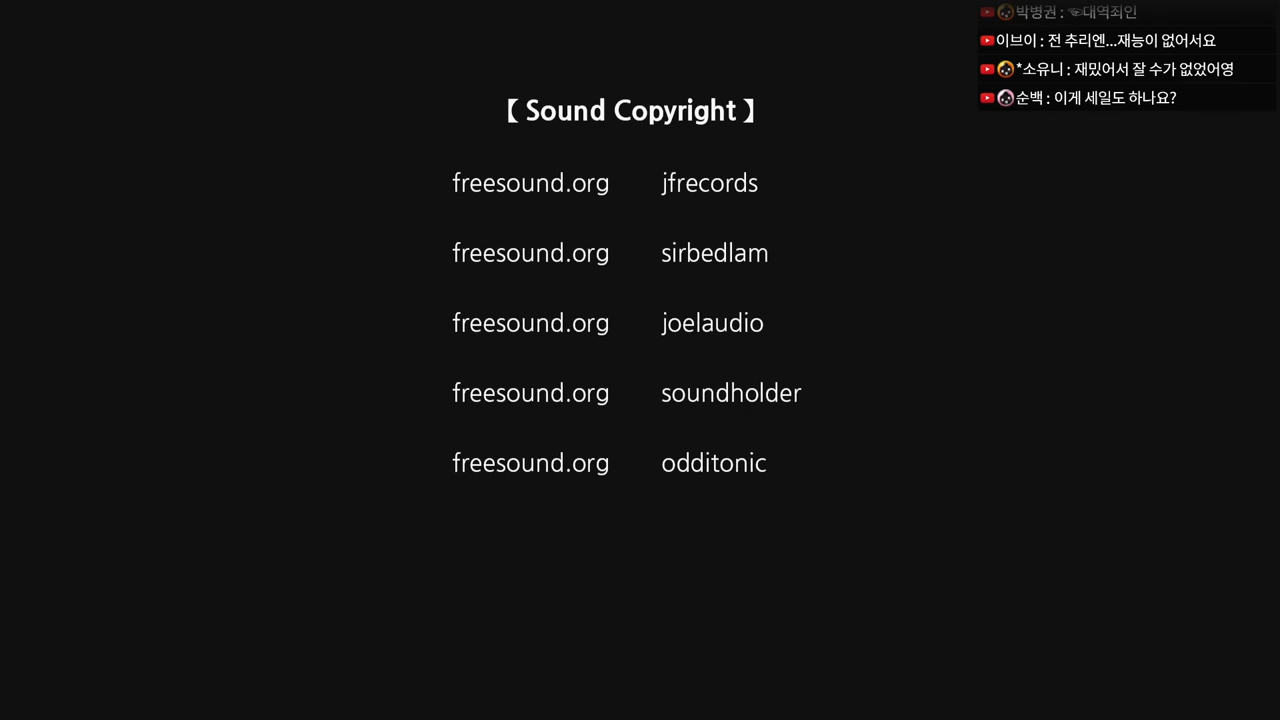 박병권 : ☜대역죄인
이브이 : 전 추리엔...재능이 없어서요
*소유니 : 재밌어서 잘 수가 없었어영
순백 : 이게 세일도 하나요?
【 Sound Copyright 】
freesound.org jfrecords
freesound.org sirbedlam
freesound.org joelaudio
freesound.org soundholder
freesound.org odditonic